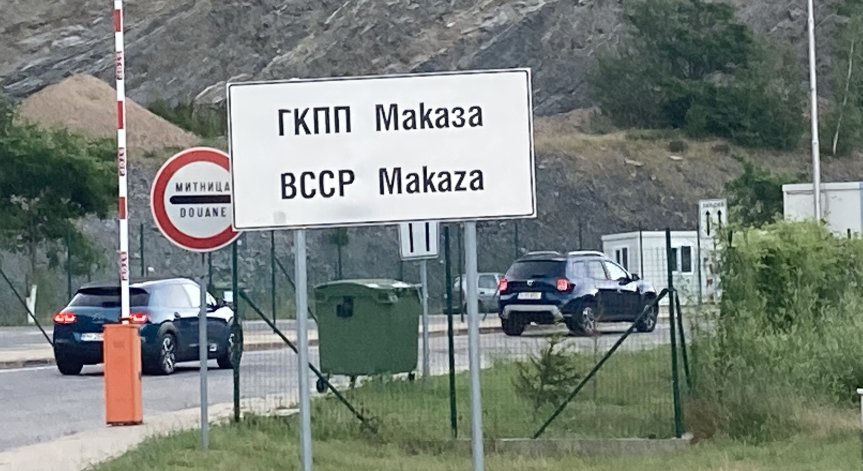 ГКПП Маказа
BCCP Makaza
МИТНИЦА
DOUANE